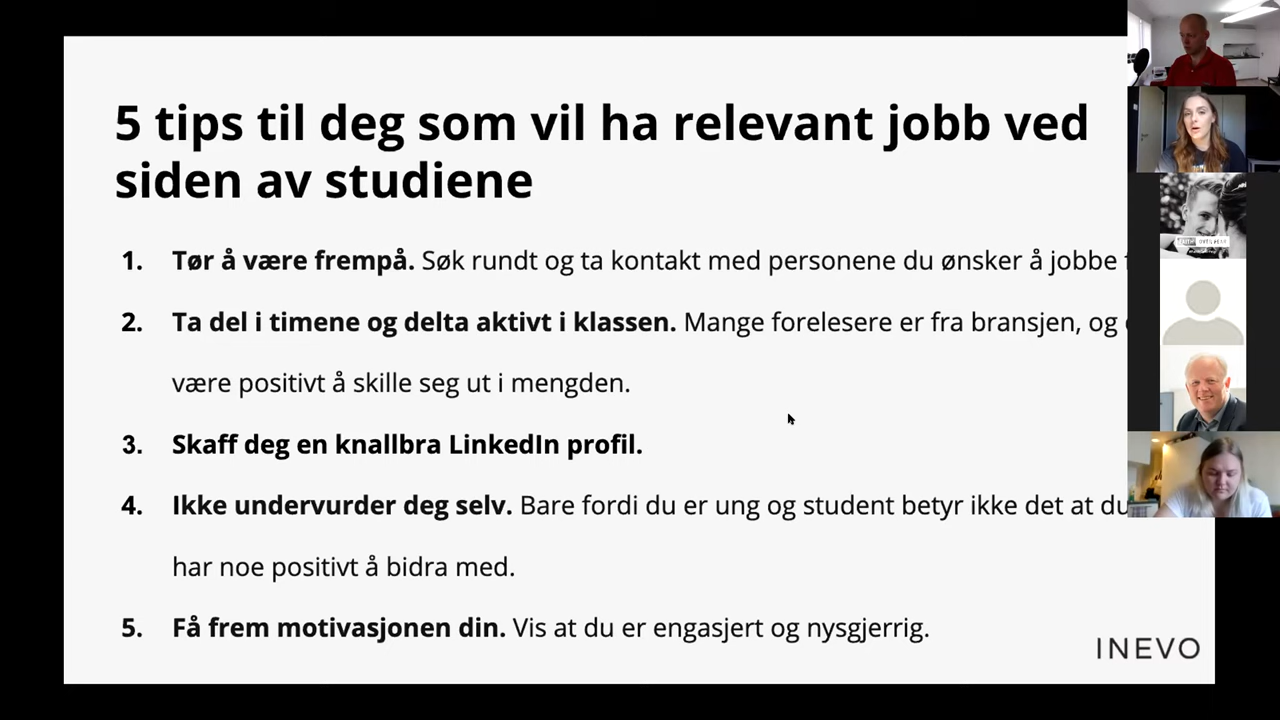 5 tips til deg som vil ha relevant jobb ved
siden av studiene
1. Tør å være frempå. Søk rundt og ta kontakt med personene du ønsker å jobbe
2. Ta del i timene og delta aktivt i klassen. Mange forelesere er fra bransjen, og
være positivt å skille seg ut i mengden.
3. Skaff deg en knallbra LinkedIn profil.
4. Ikke undervurder deg selv. Bare fordi du er ung og student betyr ikke det at du
har noe positivt å bidra med.
5. Få frem motivasjonen din. Vis at du er engasjert og nysgjerrig.
INEVO